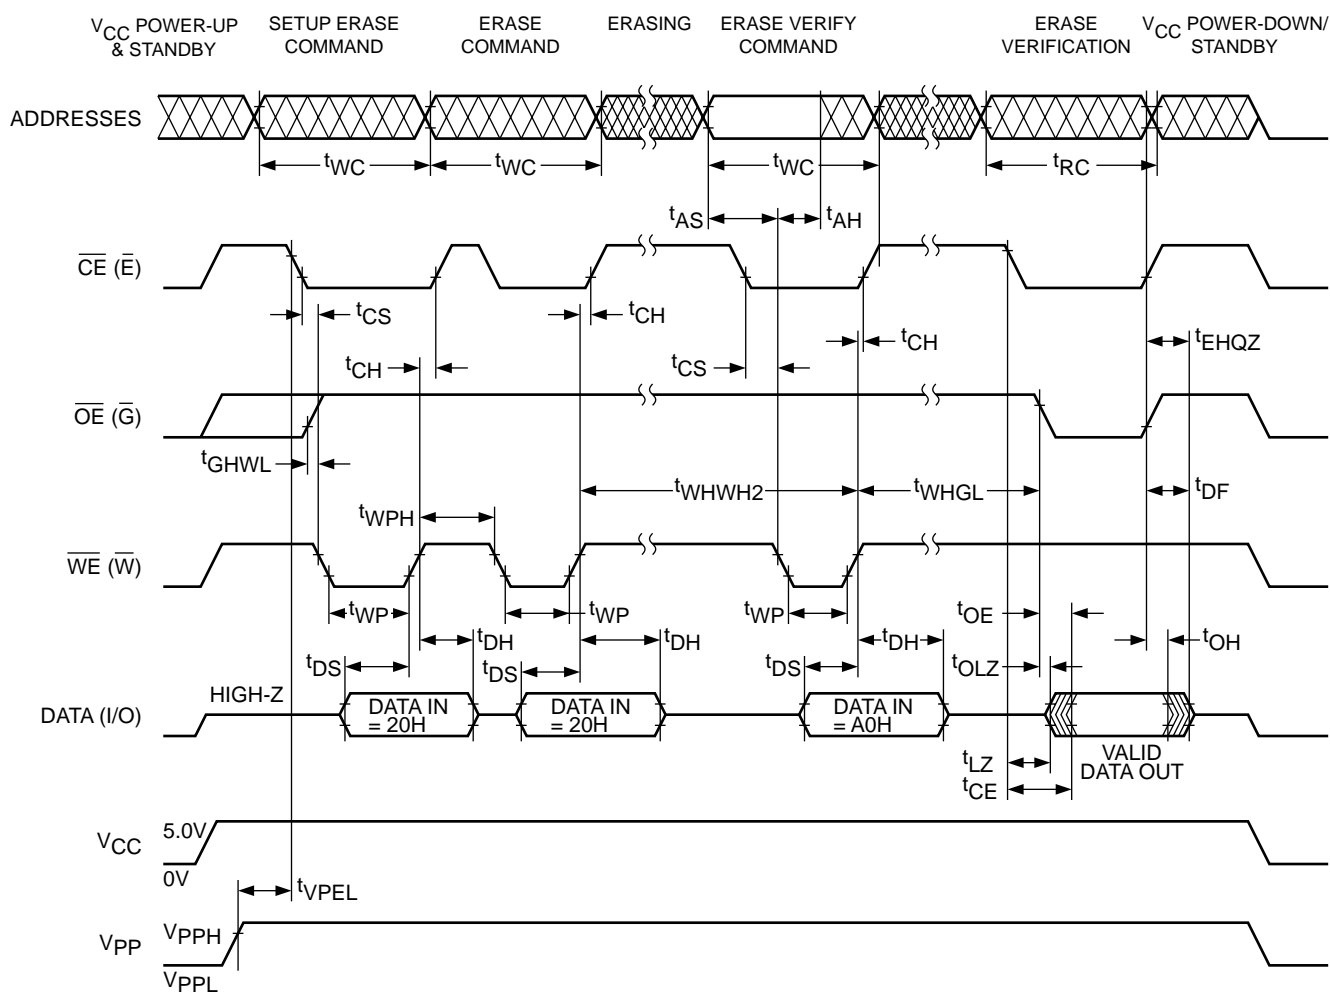 VCC POWER-UP
& STANDBY
SETUP ERASE
COMMAND
ERASE
COMMAND
ERASING
ERASE VERIFY
COMMAND
ERASE
VERIFICATION
VCC POWER-DOWN/
STANDBY
ADDRESSES
tWC
tWC
tWC
tRC
tAS
tAH
CE (E)
tCS
tCH
tCH
tCS
tCH
tEHQZ
OE (G)
tGHWL
tWHWH2
tWHGL
tDF
tWPH
WE (W)
tWP
tWP
tWP
tOE
tDH
tDH
tDH
tOH
tDS
tDS
tDS
tOLZ
HIGH-Z
DATA (I/O)
DATA IN
= 20H
DATA IN
= 20H
DATA IN
= A0H
VALID
DATA OUT
tLZ
tCE
VCC
5.0V
0V
tVPEL
VPP
VPPH
VPPL